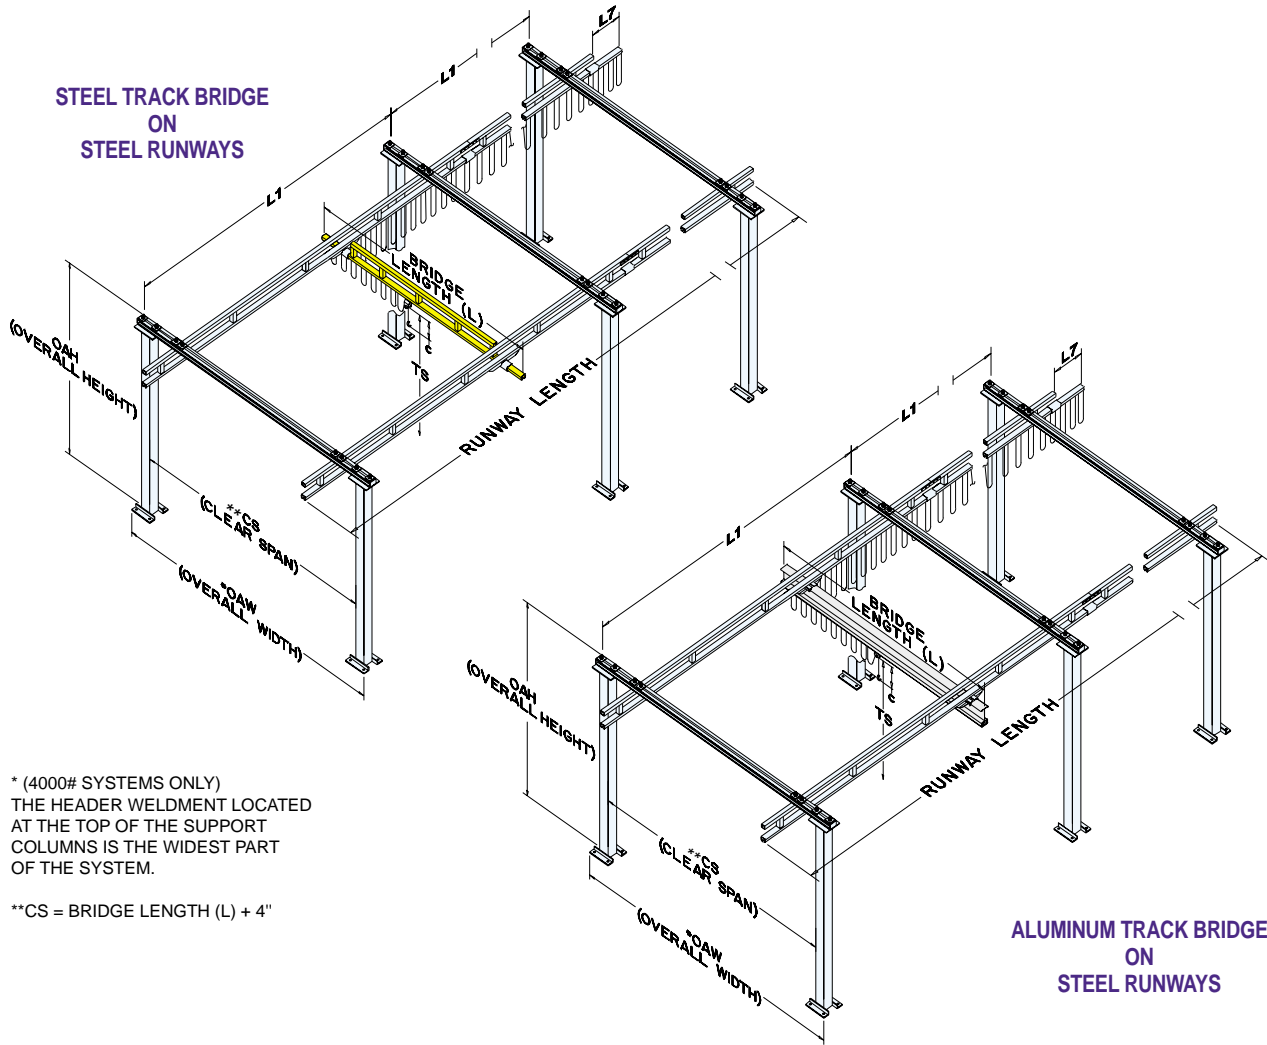 STEEL TRACK BRIDGE
ON
STEEL RUNWAYS
L7
L1
L1
BRIDGE
LENGTH (L)
OAH
(OVERALL HEIGHT)
C
TS
RUNWAY LENGTH
**CS
(CLEAR SPAN)
*OAW
(OVERALL WIDTH)
L7
L1
L1
BRIDGE
LENGTH (L)
OAH
(OVERALL HEIGHT)
C
TS
RUNWAY LENGTH
**CS
(CLEAR SPAN)
*OAW
(OVERALL WIDTH)
* (4000# SYSTEMS ONLY)
THE HEADER WELDMENT LOCATED
AT THE TOP OF THE SUPPORT
COLUMNS IS THE WIDEST PART
OF THE SYSTEM.
**CS = BRIDGE LENGTH (L) + 4"
ALUMINUM TRACK BRIDGE
ON
STEEL RUNWAYS